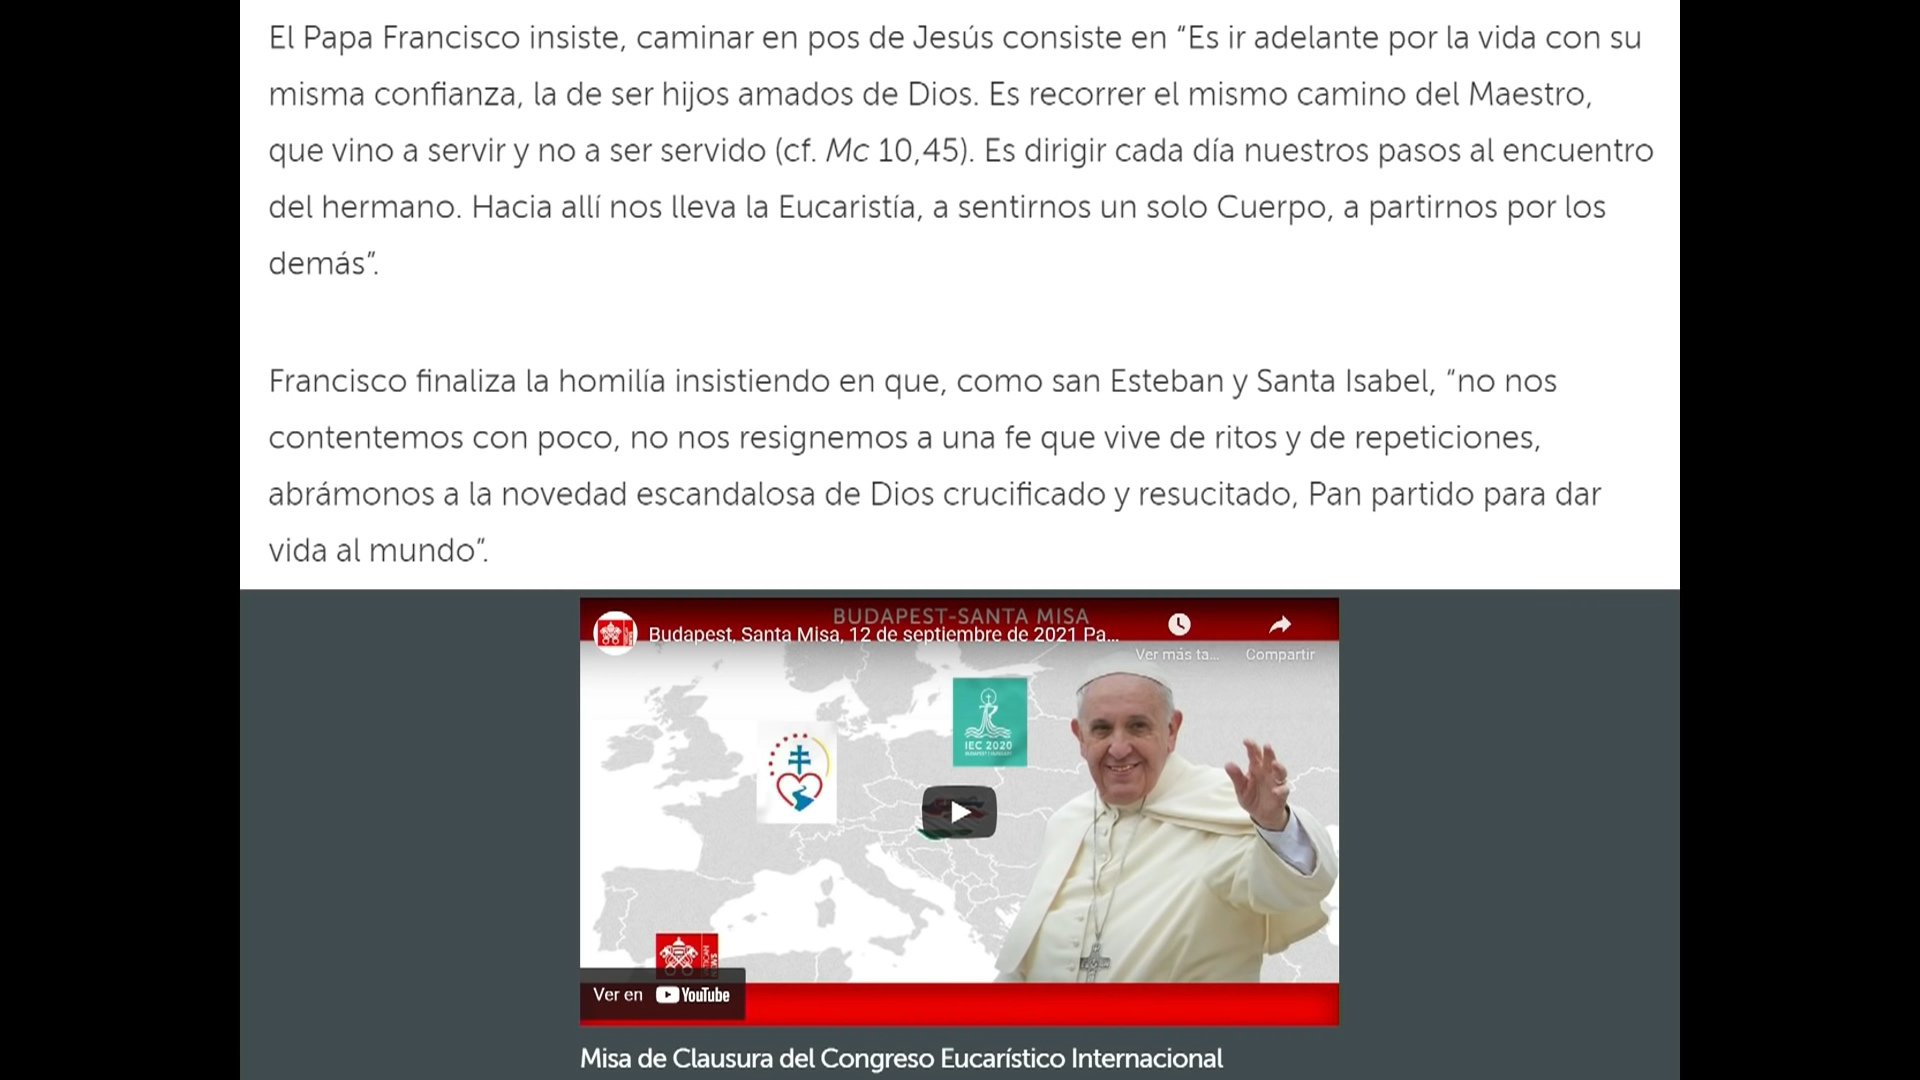 El Papa Francisco insiste, caminar en pos de Jesús consiste en “Es ir adelante por la vida con su
misma confianza, la de ser hijos amados de Dios. Es recorrer el mismo camino del Maestro,
que vino a servir y no a ser servido (cf. Mc 10,45). Es dirigir cada día nuestros pasos al encuentro
del hermano. Hacia allí nos lleva la Eucaristía, a sentirnos un solo Cuerpo, a partirnos por los
demás”.
Francisco finaliza la homilía insistiendo en que, como san Esteban y Santa Isabel, “no nos
contentemos con poco, no nos resignemos a una fe que vive de ritos y de repeticiones,
abrámonos a la novedad escandalosa de Dios crucificado y resucitado, Pan partido para dar
vida al mundo”.
BUDAPEST-SANTA MISA
Budapest, Santa Misa, 12 de septiembre de 2021 Pa...
Ver más ta...
Compartir
IEC 2020
Ver en YouTube
Misa de Clausura del Congreso Eucarístico Internacional